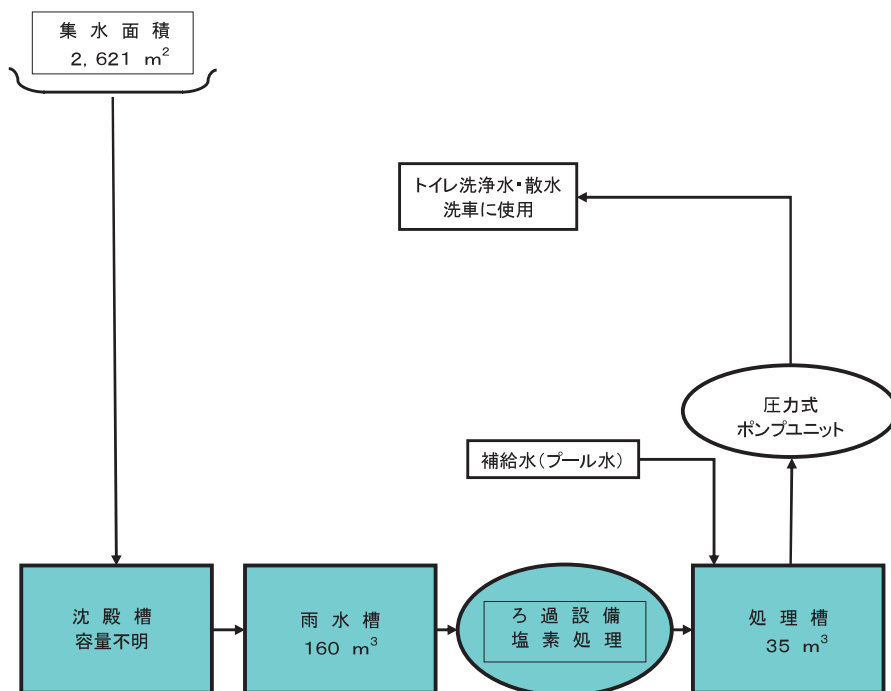 集水面積
2,621 m²
トイレ洗浄水・散水
洗車に使用
圧力式
ポンプユニット
補給水(プール水)
沈殿槽
容量不明
雨水槽
160 m³
ろ過設備
塩素処理
処理槽
35 m³